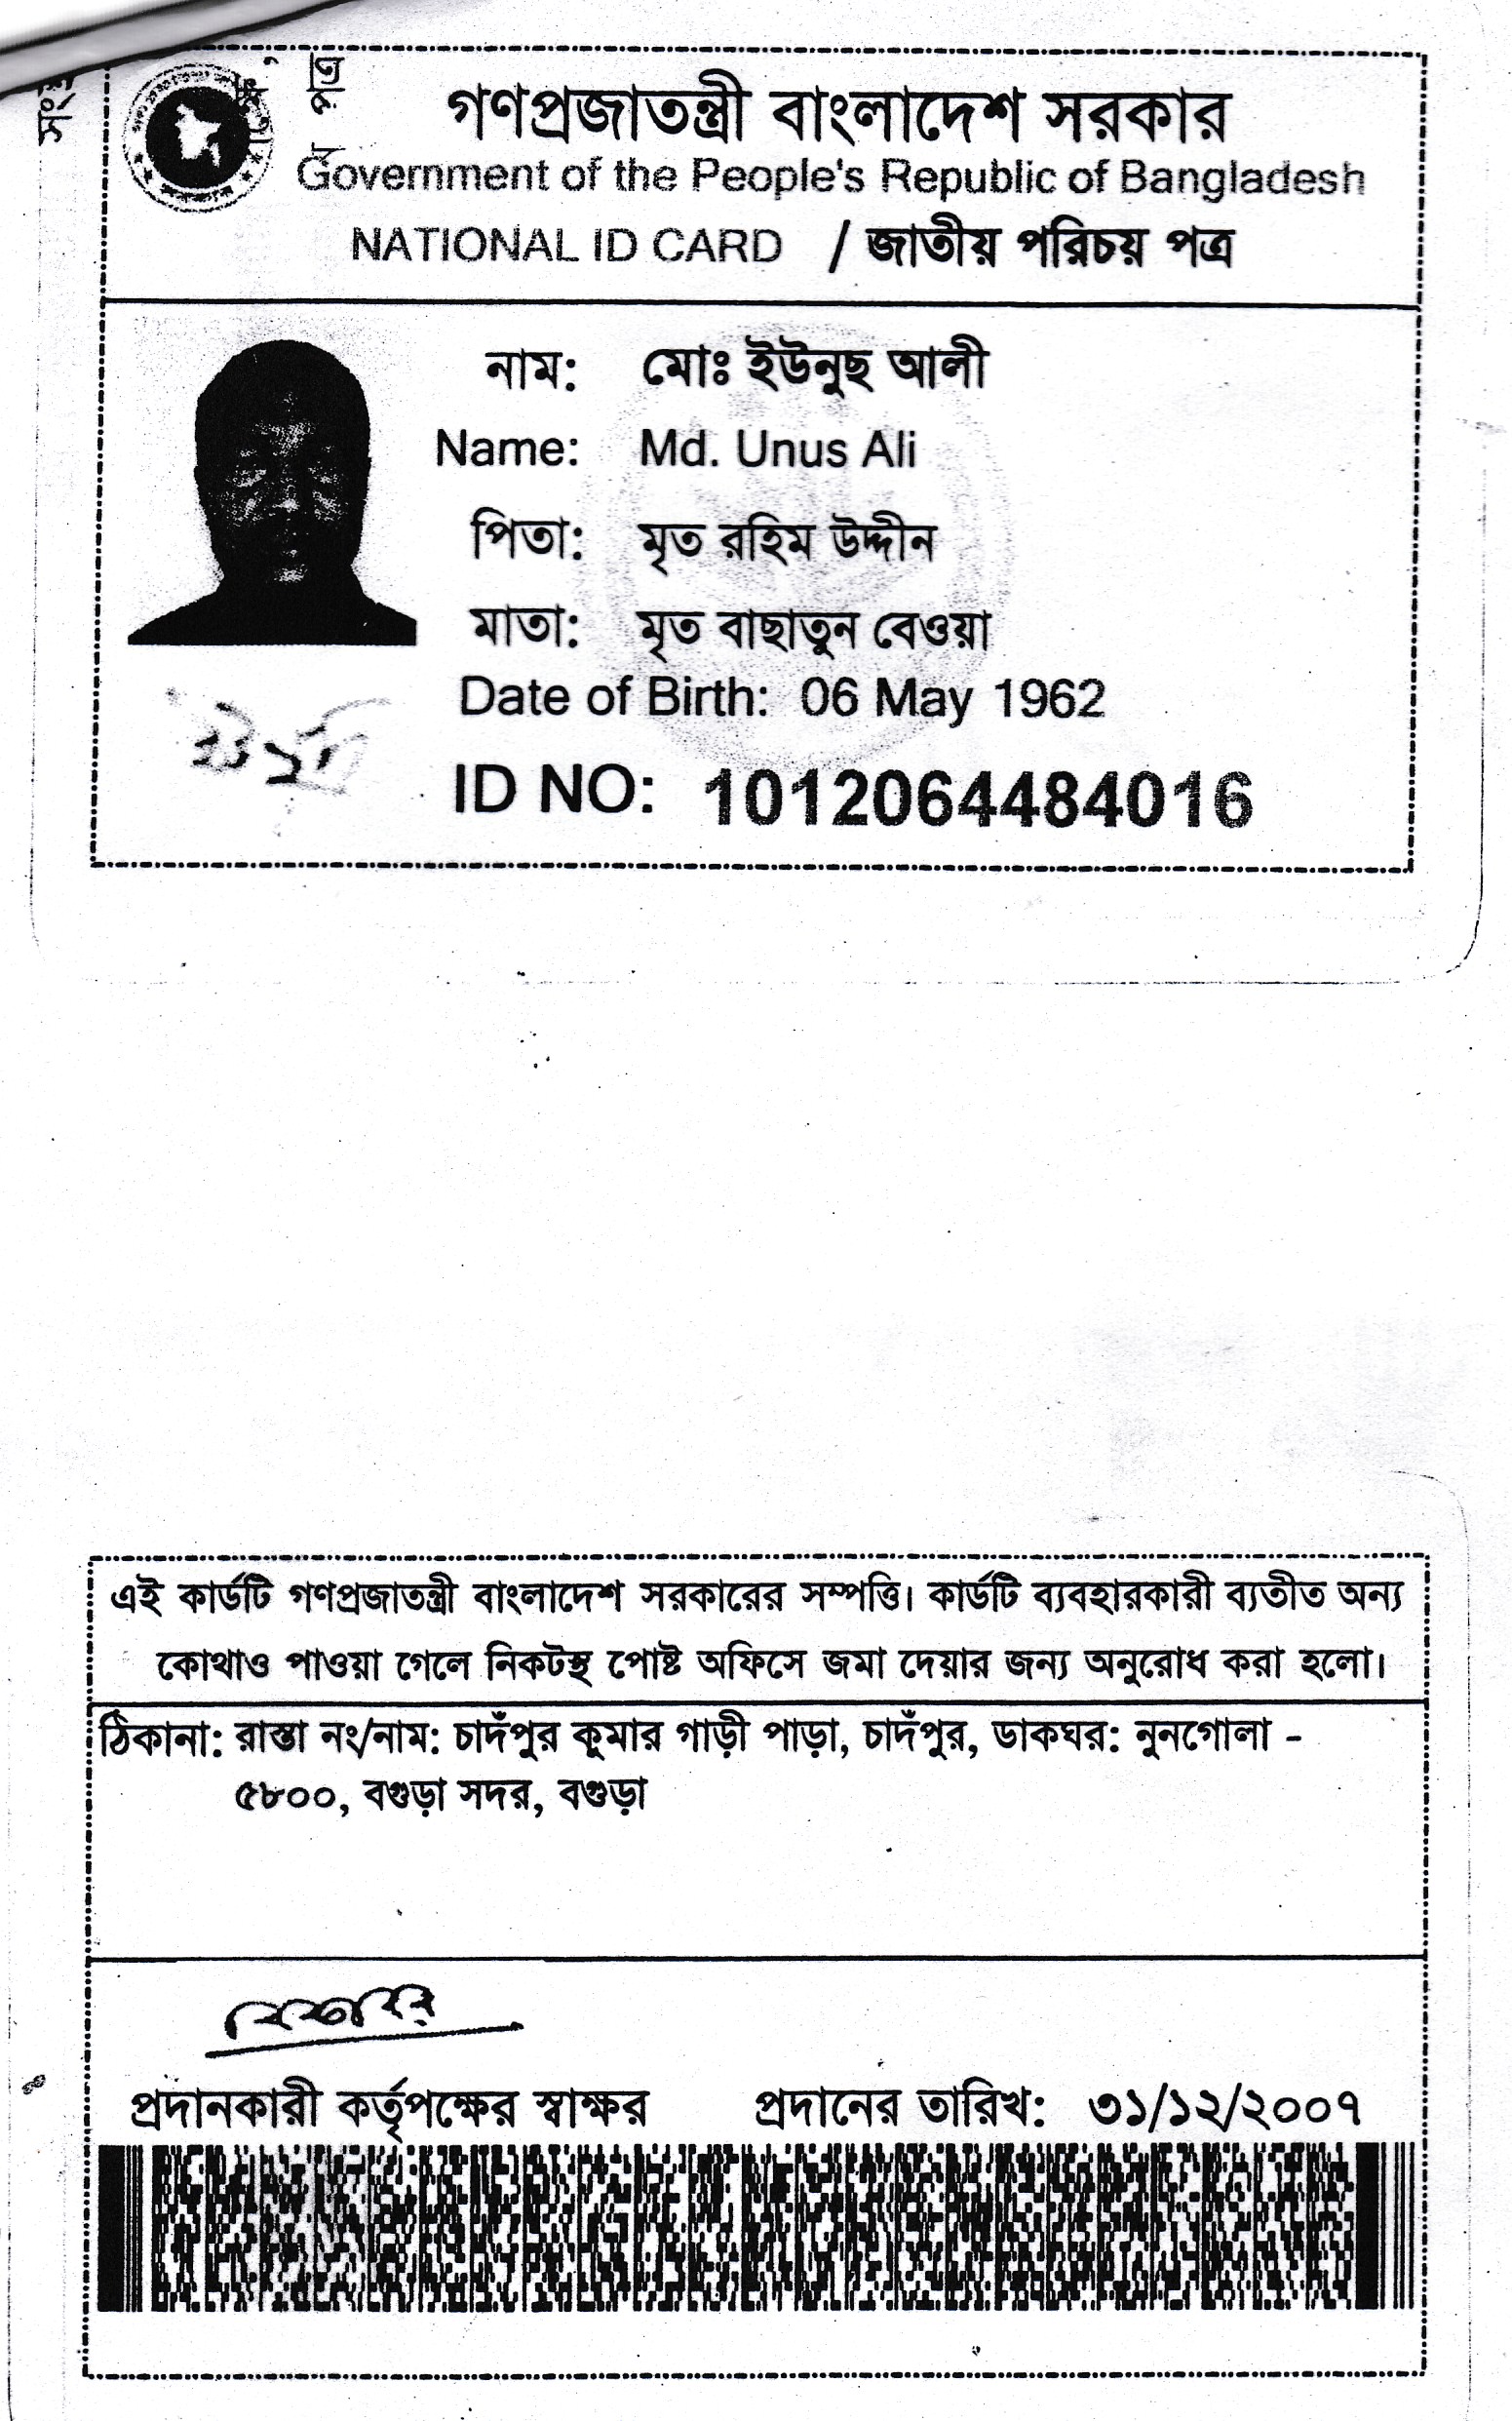 গণপ্রজাতন্ত্রী বাংলাদেশ সরকার
Government of the People's Republic of Bangladesh
NATIONAL ID CARD / জাতীয় পরিচয় পত্র
নাম: মোঃ ইউনুছ আলী
Name: Md. Unus Ali
পিতা: মৃত রহিম উদ্দীন
মাতা: মৃত বাছাতুন বেওয়া
Date of Birth: 06 May 1962
ID NO: 1012064484016
এই কার্ডটি গণপ্রজাতন্ত্রী বাংলাদেশ সরকারের সম্পত্তি। কার্ডটি ব্যবহারকারী ব্যতীত অন্য
কোথাও পাওয়া গেলে নিকটস্থ পোষ্ট অফিসে জমা দেয়ার জন্য অনুরোধ করা হলো।
ঠিকানা: রাস্তা নং/নাম: চাদঁপুর কুমার গাড়ী পাড়া, চাদঁপুর, ডাকঘর: নুনগোলা -
৫৮০০, বগুড়া সদর, বগুড়া
প্রদানকারী কর্তৃপক্ষের স্বাক্ষর প্রদানের তারিখ: ৩১/১২/২০০৭